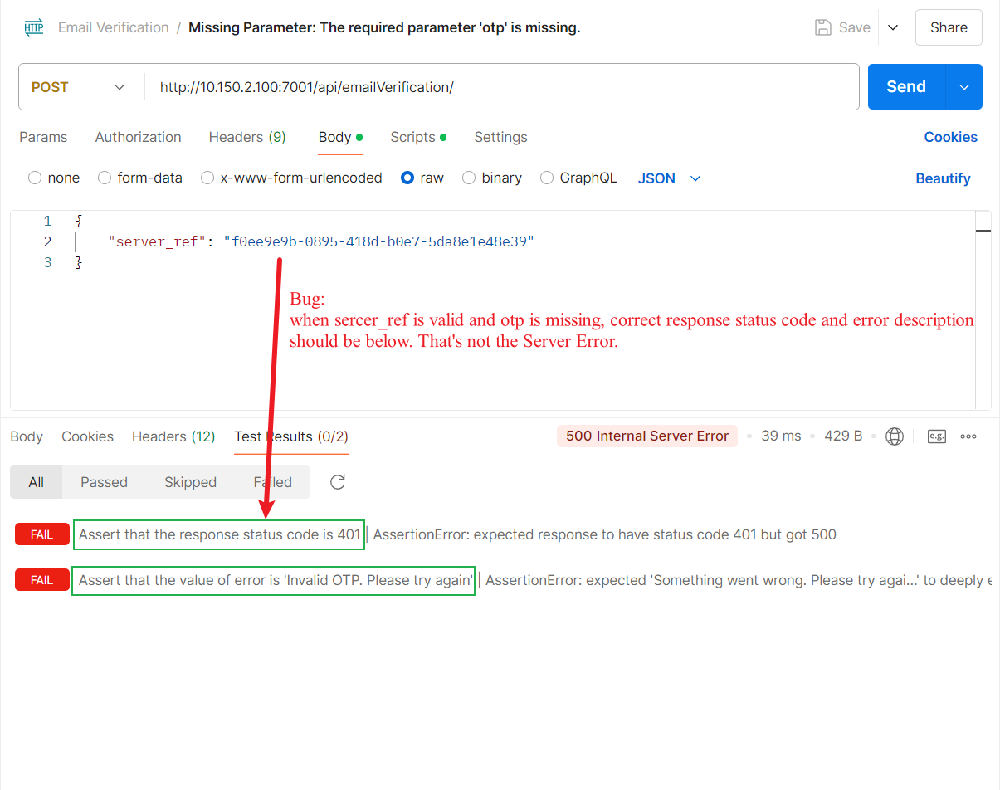 HTTP Email Verification / Missing Parameter: The required parameter 'otp' is missing. Save Share
POST http://10.150.2.100:7001/api/emailVerification/ Send
Params Authorization Headers (9) Body Scripts Settings Cookies
none form-data x-www-form-urlencoded raw binary GraphQL JSON Beautify
1 {
2 "server_ref": "f0ee9e9b-0895-418d-b0e7-5da8e1e48e39"
3 }
Bug:
when sercer_ref is valid and otp is missing, correct response status code and error description
should be below. That's not the Server Error.
Body Cookies Headers (12) Test Results (0/2) 500 Internal Server Error 39 ms 429 B e.g.
All Passed Skipped Failed
FAIL Assert that the response status code is 401 | AssertionError: expected response to have status code 401 but got 500
FAIL Assert that the value of error is 'Invalid OTP. Please try again' | AssertionError: expected 'Something went wrong. Please try agai...' to deeply e